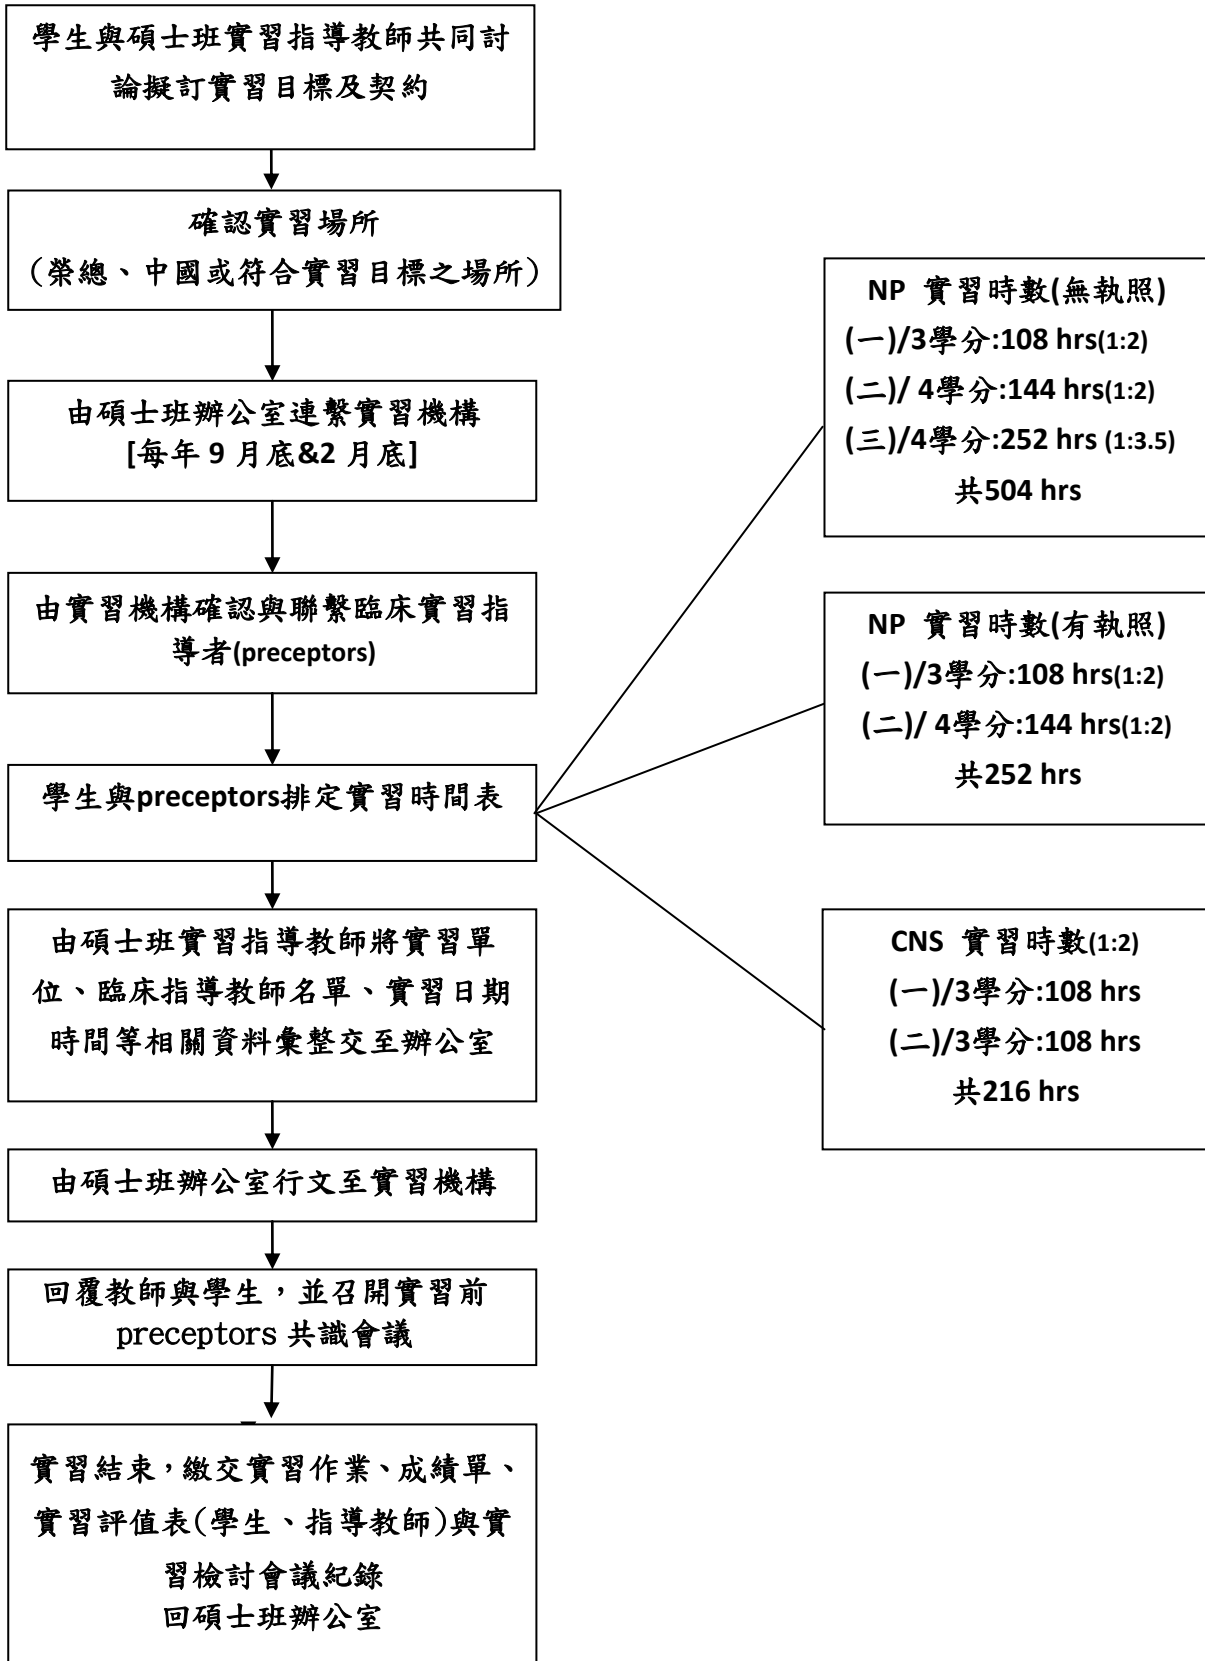 學生與碩士班實習指導教師共同討
論擬訂實習目標及契約
確認實習場所
(榮總、中國或符合實習目標之場所)
由碩士班辦公室連繫實習機構
[每年 9 月底&2 月底]
由實習機構確認與聯繫臨床實習指
導者(preceptors)
學生與preceptors排定實習時間表
由碩士班實習指導教師將實習單
位、臨床指導教師名單、實習日期
時間等相關資料彙整交至辦公室
由碩士班辦公室行文至實習機構
回覆教師與學生，並召開實習前
preceptors 共識會議
實習結束，繳交實習作業、成績單、
實習評值表(學生、指導教師)與實
習檢討會議紀錄
回碩士班辦公室
NP 實習時數(無執照)
(一)/3學分:108 hrs(1:2)
(二)/ 4學分:144 hrs(1:2)
(三)/4學分:252 hrs (1:3.5)
共504 hrs
NP 實習時數(有執照)
(一)/3學分:108 hrs(1:2)
(二)/ 4學分:144 hrs(1:2)
共252 hrs
CNS 實習時數(1:2)
(一)/3學分:108 hrs
(二)/3學分:108 hrs
共216 hrs